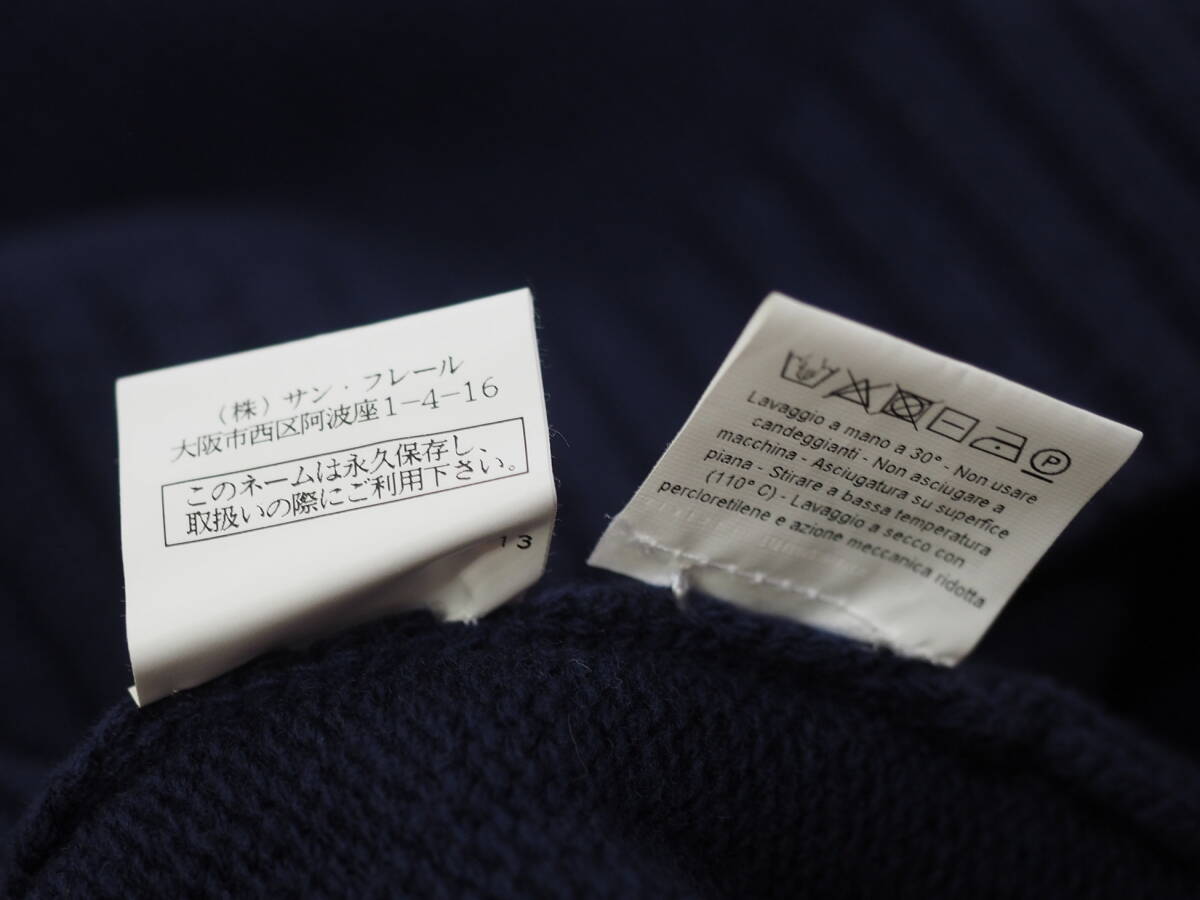 （株）サン・フレール
大阪市西区阿波座1-4-16
このネームは永久保存し、
取扱いの際にご利用下さい。
13
P
Lavaggio a mano a 30° - Non usare
candeggianti - Non asciugare a
macchina - Asciugatura su superfice
piana - Stirare a bassa temperatura
(110° C) - Lavaggio a secco con
percloretilene e azione meccanica ridotta